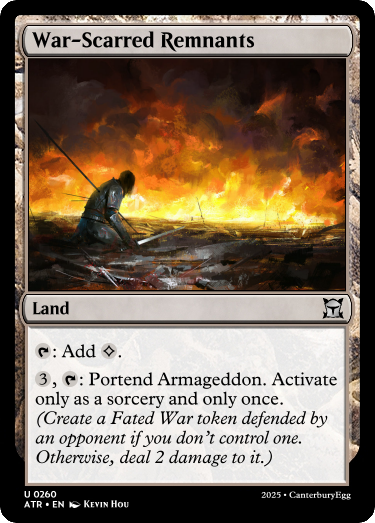 War-Scarred Remnants
Land
: Add .
3, : Portend Armageddon. Activate
only as a sorcery and only once.
(Create a Fated War token defended by
an opponent if you don't control one.
Otherwise, deal 2 damage to it.)
U 0260
ATR • EN Kevin Hou
2025 • CanterburyEgg